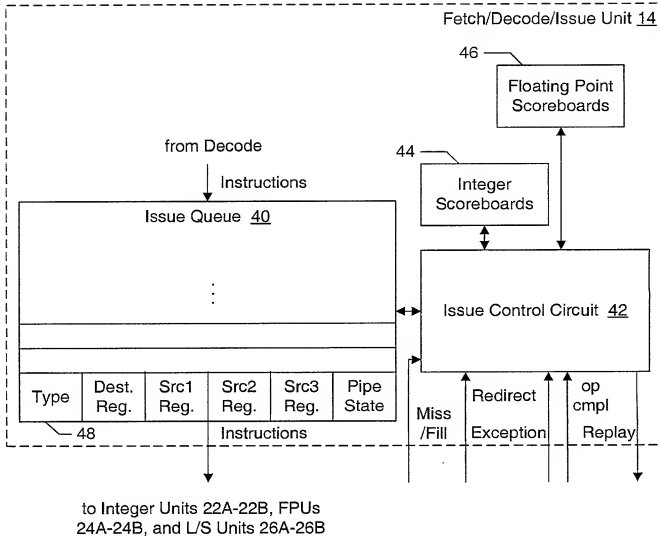 Fetch/Decode/Issue Unit 14
46
Floating Point
Scoreboards
from Decode
44
Instructions
Integer
Scoreboards
Issue Queue 40
Issue Control Circuit 42
Type
Dest.
Reg.
Src1
Reg.
Src2
Reg.
Src3
Reg.
Pipe
State
48
Instructions
Miss
/Fill
Redirect
Exception
op
cmpl
Replay
to Integer Units 22A-22B, FPUs
24A-24B, and L/S Units 26A-26B